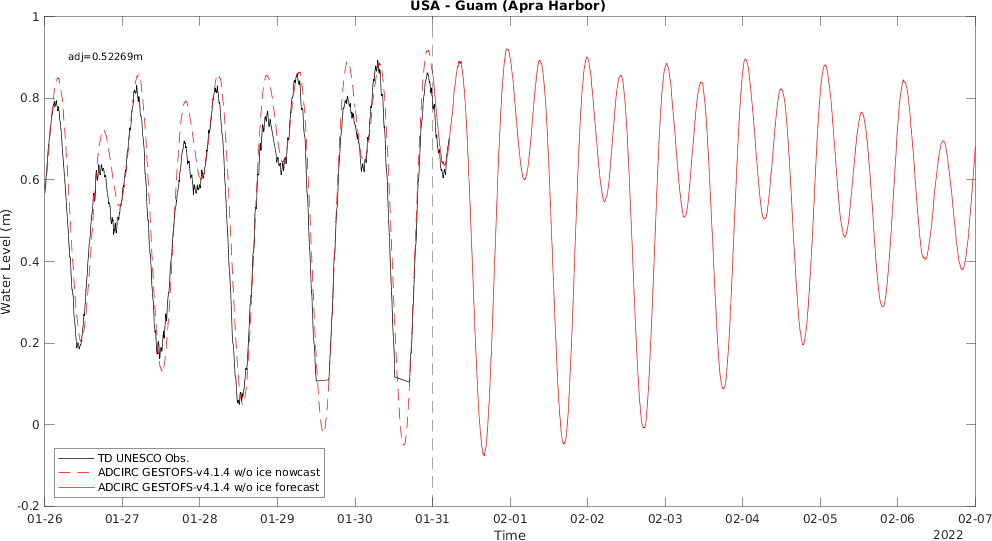 USA - Guam (Apra Harbor)
adj=0.52269m
1
0.8
0.6
0.4
0.2
0
-0.2
Water Level (m)
TD UNESCO Obs.
ADCIRC GESTOFS-v4.1.4 w/o ice nowcast
ADCIRC GESTOFS-v4.1.4 w/o ice forecast
01-26 01-27 01-28 01-29 01-30 01-31 02-01 02-02 02-03 02-04 02-05 02-06 02-07
Time
2022